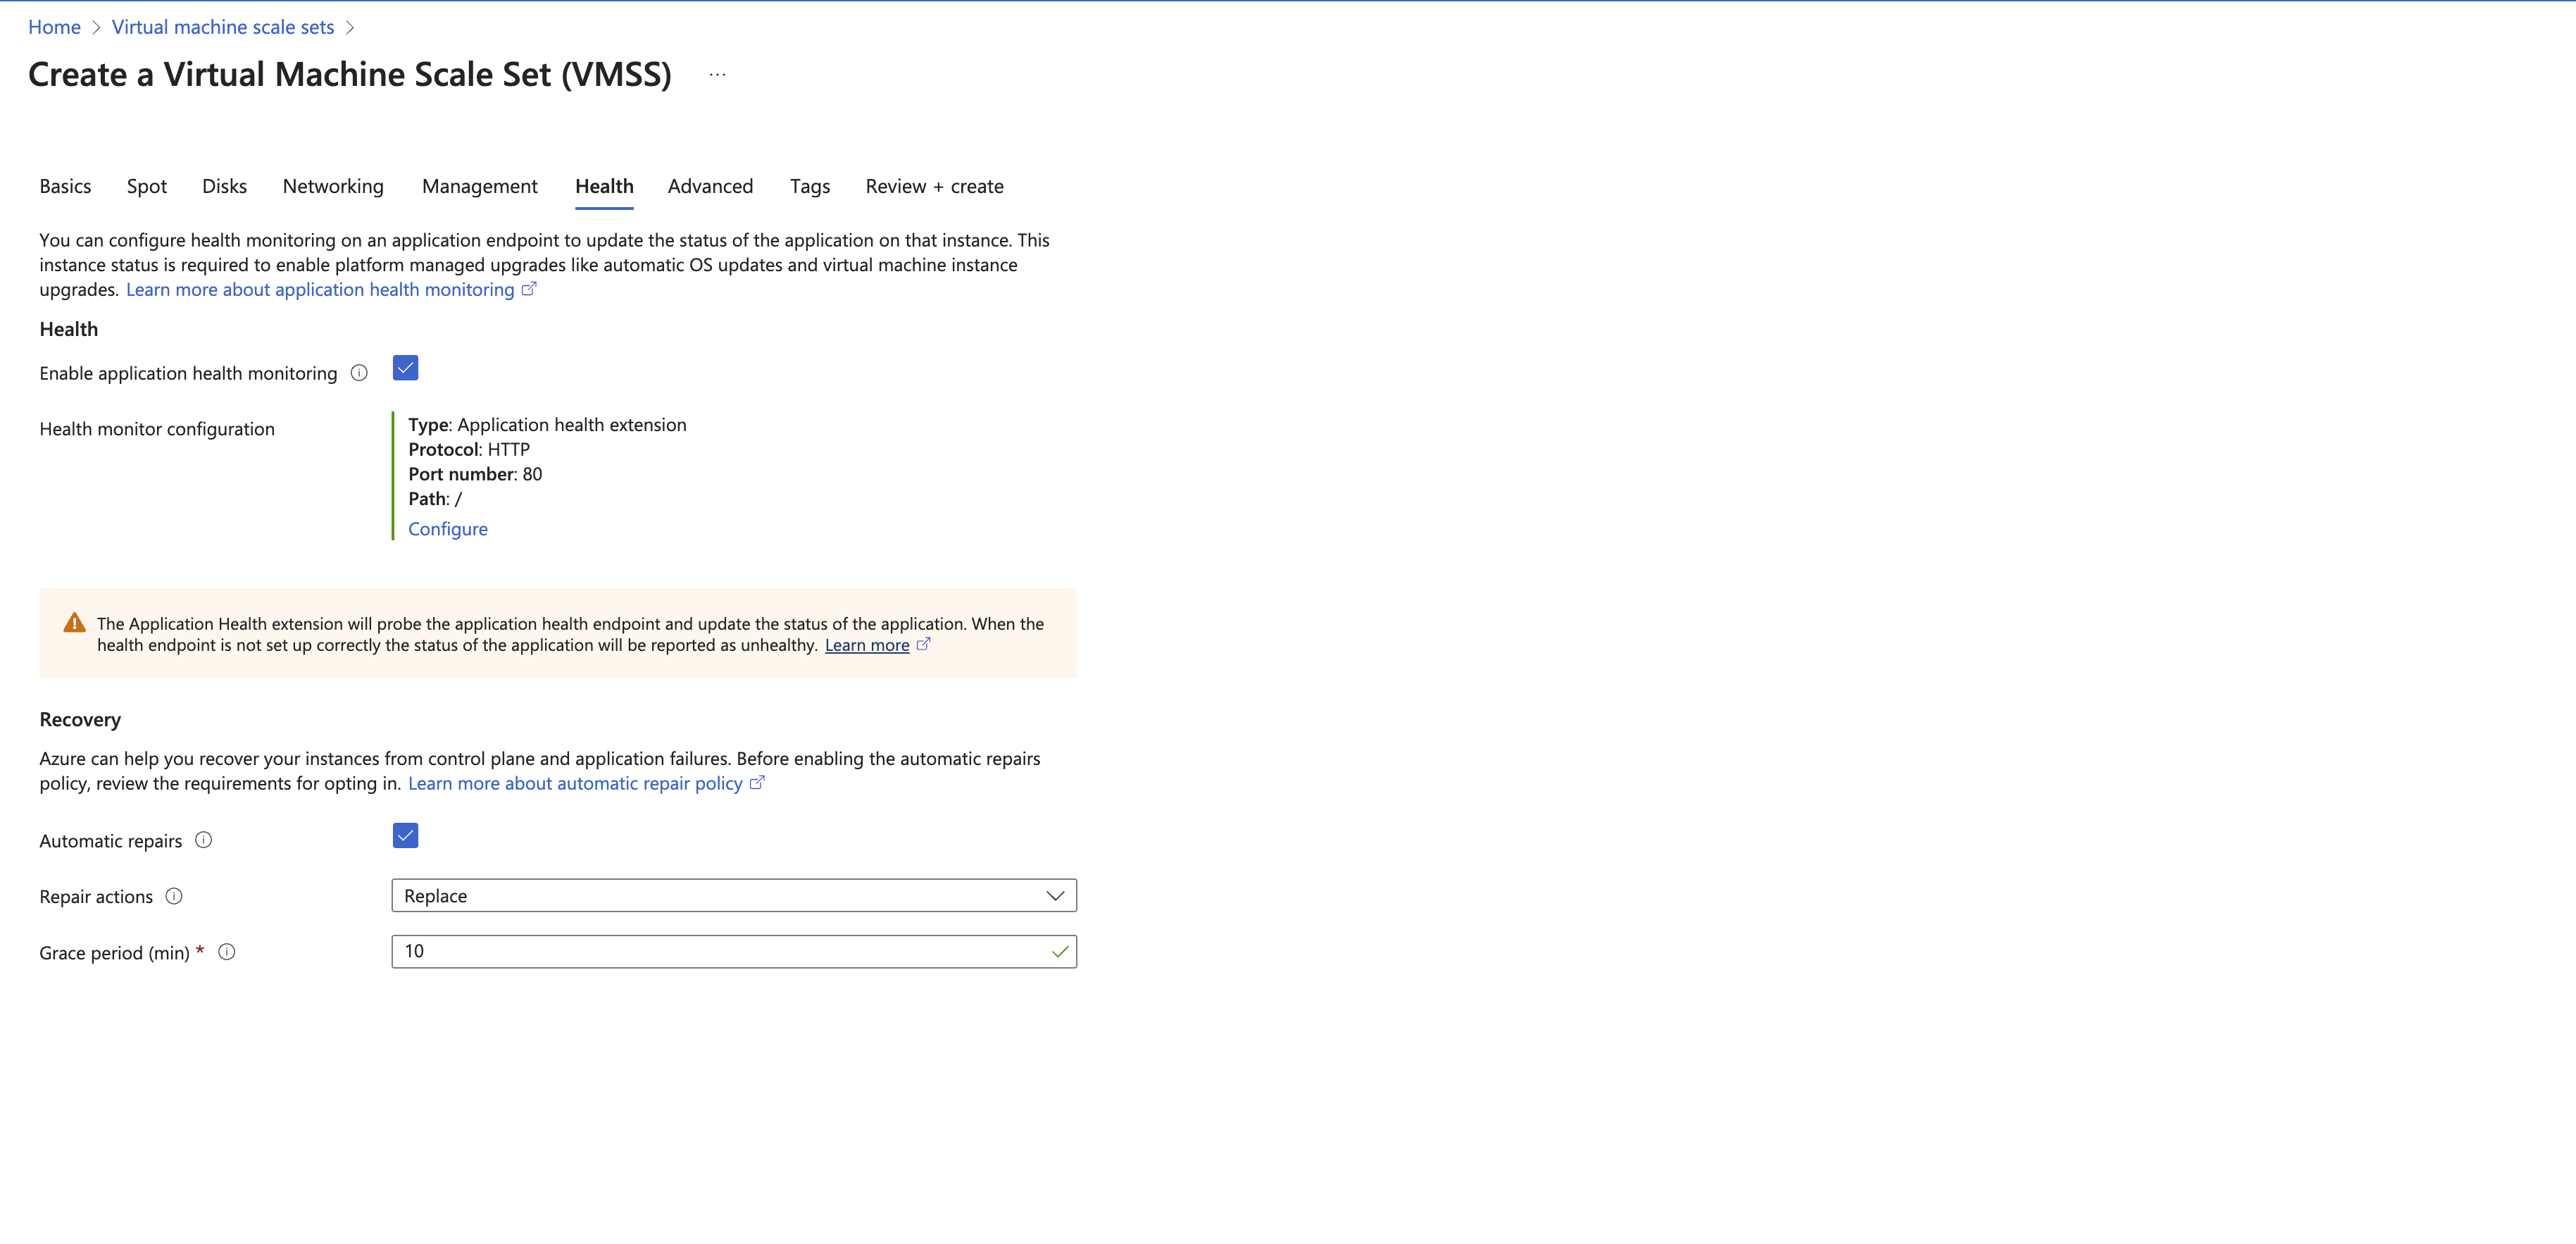 Home > Virtual machine scale sets >
Create a Virtual Machine Scale Set (VMSS) ...
Basics Spot Disks Networking Management Health Advanced Tags Review + create
You can configure health monitoring on an application endpoint to update the status of the application on that instance. This
instance status is required to enable platform managed upgrades like automatic OS updates and virtual machine instance
upgrades. Learn more about application health monitoring
Health
Enable application health monitoring
Health monitor configuration
Type: Application health extension
Protocol: HTTP
Port number: 80
Path: /
Configure
The Application Health extension will probe the application health endpoint and update the status of the application. When the
health endpoint is not set up correctly the status of the application will be reported as unhealthy. Learn more
Recovery
Azure can help you recover your instances from control plane and application failures. Before enabling the automatic repairs
policy, review the requirements for opting in. Learn more about automatic repair policy
Automatic repairs
Repair actions Replace
Grace period (min) * 10